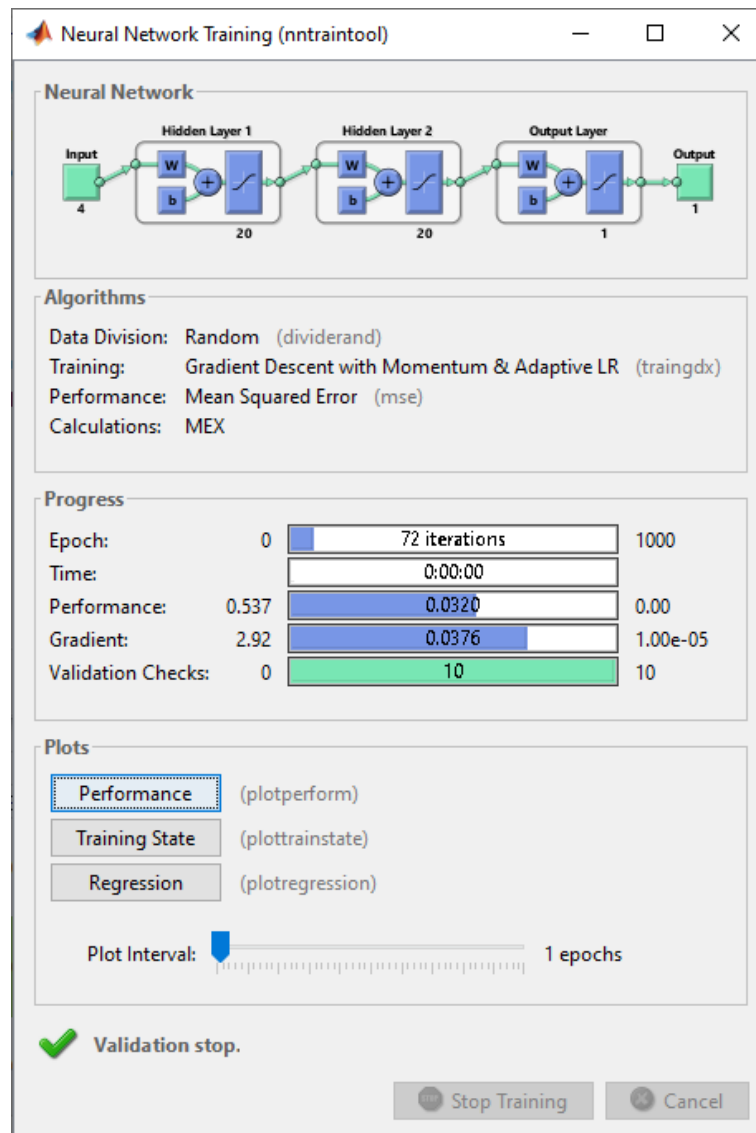 Neural Network Training (nntraintool)
Neural Network
Hidden Layer 1 Hidden Layer 2 Output Layer
Input Output
W W W
b b b
+ + +
4 20 20 1 1
Algorithms
Data Division: Random (dividerand)
Training: Gradient Descent with Momentum & Adaptive LR (traingdx)
Performance: Mean Squared Error (mse)
Calculations: MEX
Progress
Epoch: 0 72 iterations 1000
Time: 0:00:00
Performance: 0.537 0.0320 0.00
Gradient: 2.92 0.0376 1.00e-05
Validation Checks: 0 10 10
Plots
Performance (plotperform)
Training State (plottrainstate)
Regression (plotregression)
Plot Interval: 1 epochs
Validation stop.
STOP Stop Training Cancel